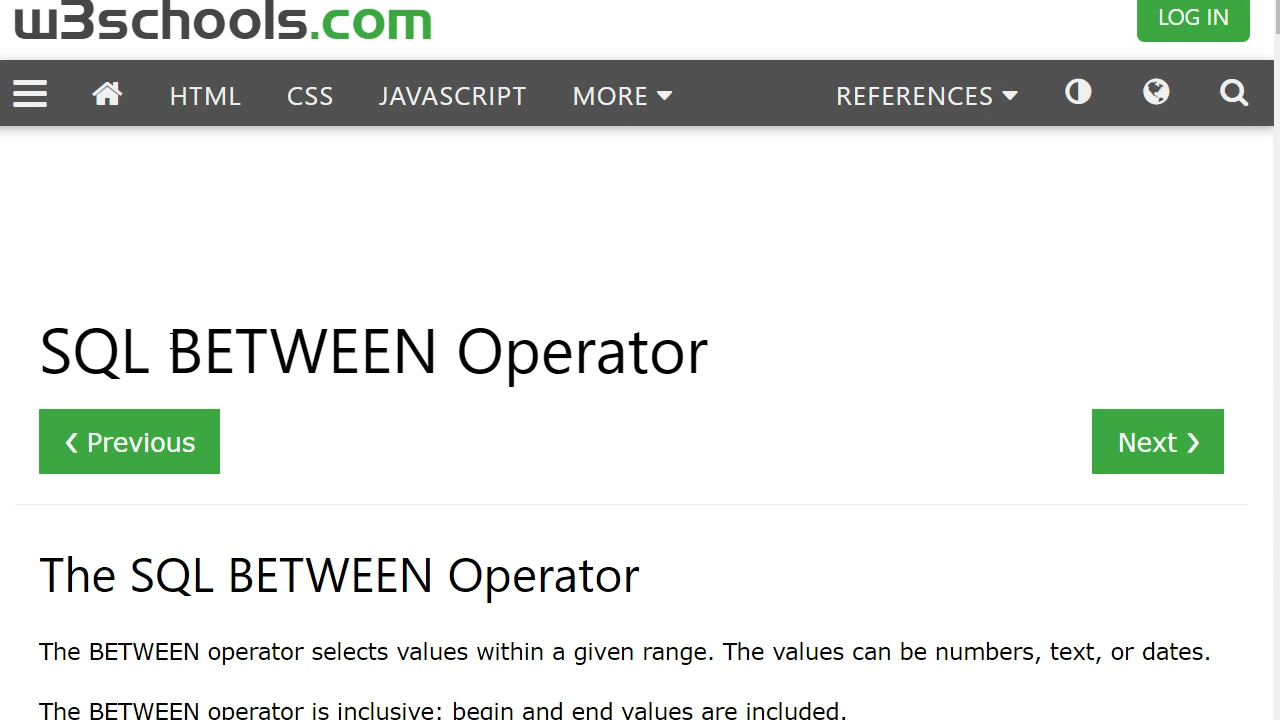 w3schools.com
LOG IN
HTML CSS JAVASCRIPT MORE REFERENCES
SQL BETWEEN Operator
❮ Previous
Next ❯
The SQL BETWEEN Operator
The BETWEEN operator selects values within a given range. The values can be numbers, text, or dates.
The BETWEEN operator is inclusive: begin and end values are included.